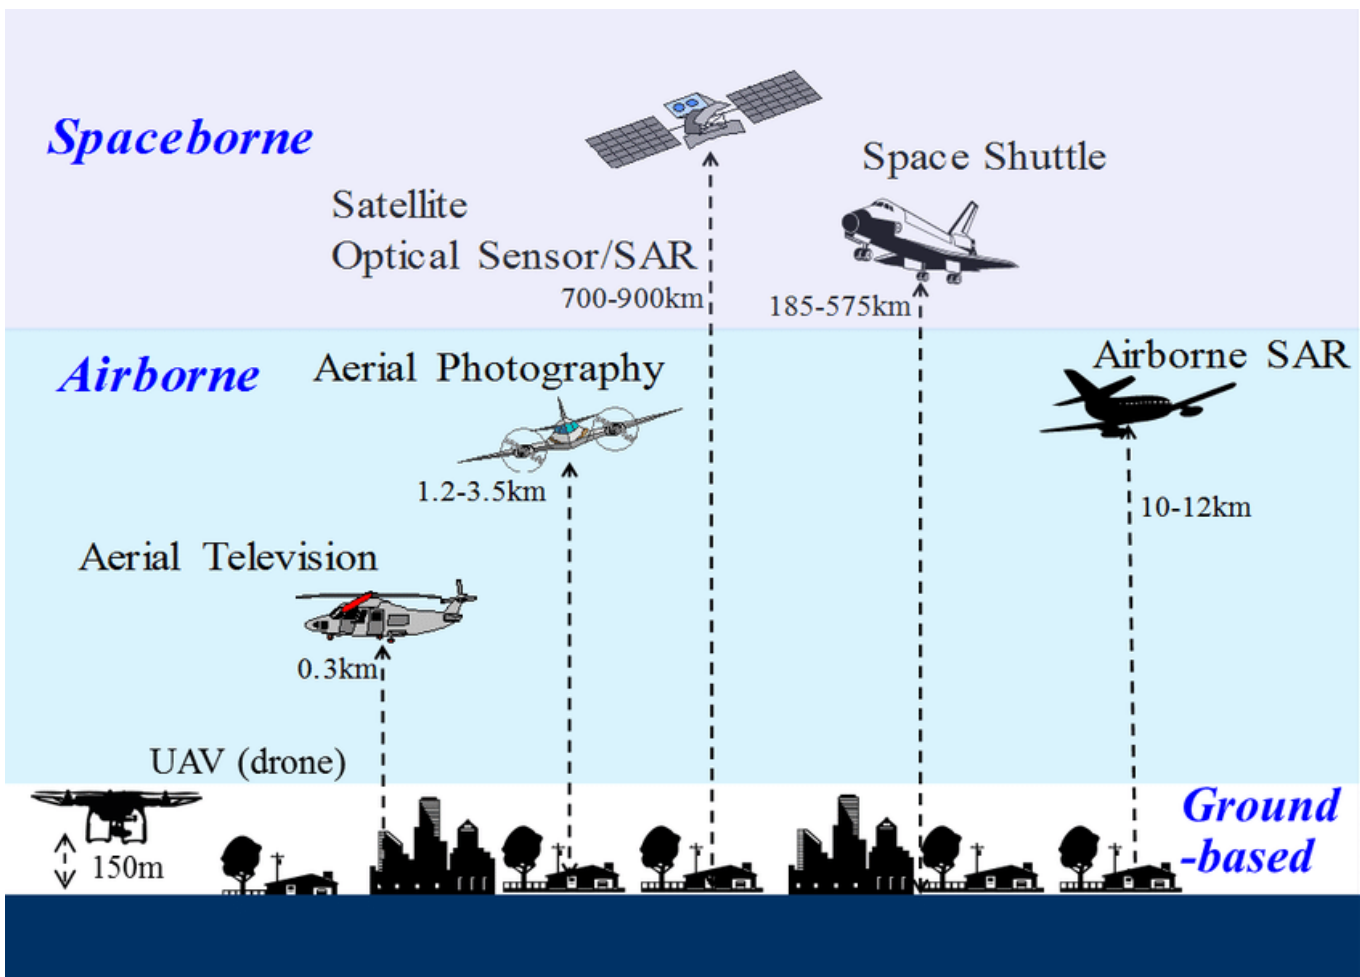 Spaceborne
Space Shuttle
Satellite
Optical Sensor/SAR
700-900km
185-575km
Airborne
Aerial Photography
Airborne SAR
1.2-3.5km
10-12km
Aerial Television
0.3km
UAV (drone)
150m
Ground
-based